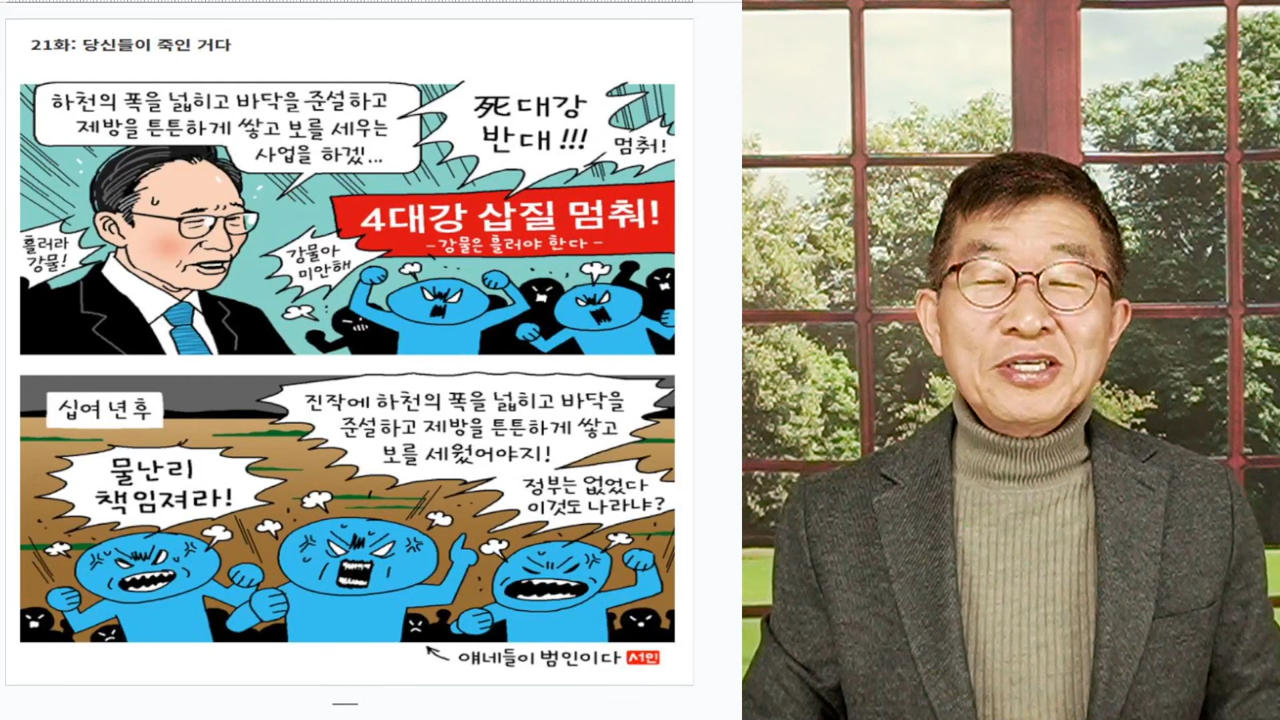 21화: 당신들이 죽인 거다
하천의 폭을 넓히고 바닥을 준설하고
제방을 튼튼하게 쌓고 보를 세우는
사업을 하겠...
死대강
반대!!!
멈춰!
4대강 삽질 멈춰!
-강물은 흘러야 한다-
흘러라
강물!
강물아
미안해
십여 년 후
진작에 하천의 폭을 넓히고 바닥을
준설하고 제방을 튼튼하게 쌓고
보를 세웠어야지!
물난리
책임져라!
정부는 없었다
이것도 나라냐?
얘네들이 범인이다 서민